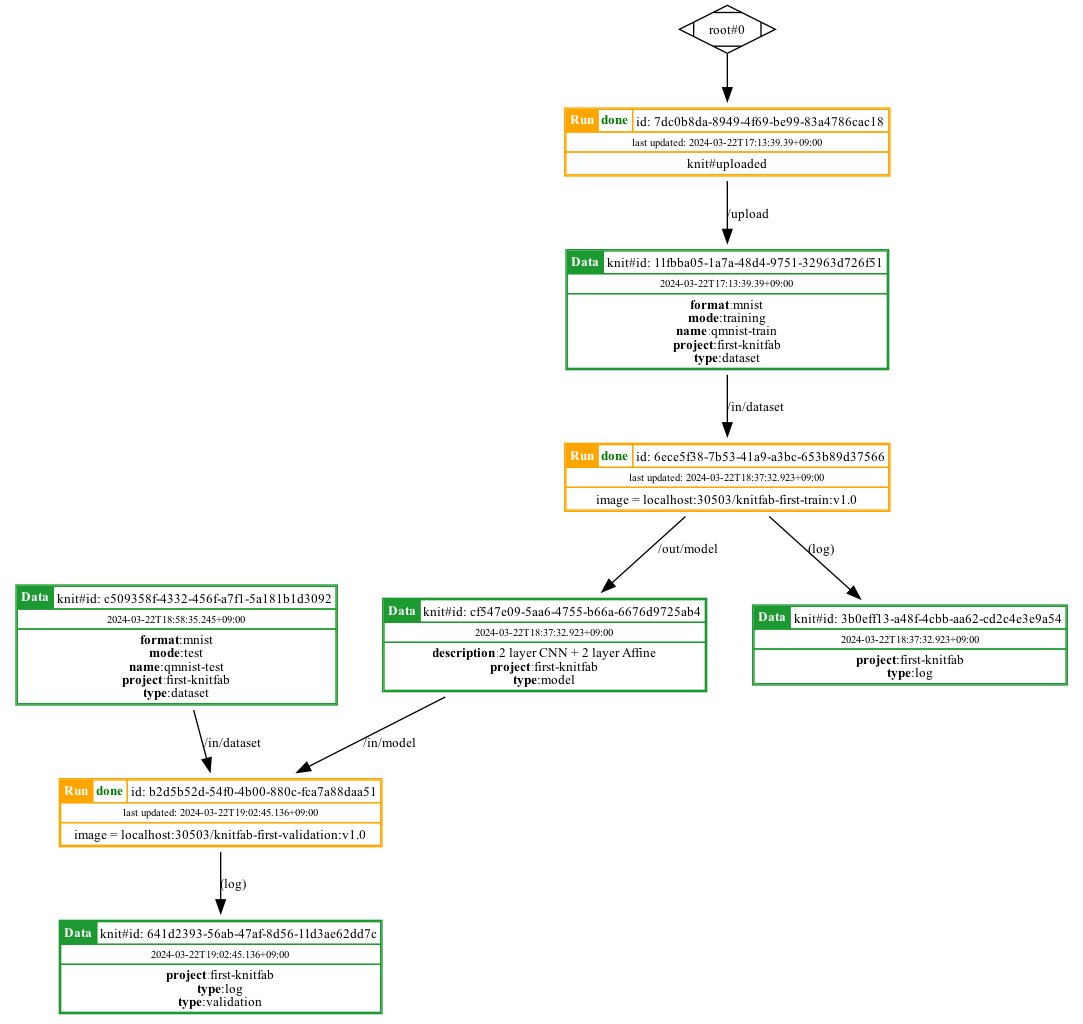 root#0
Run done id: 7dc0b8da-8949-4f69-be99-83a4786cac18
last updated: 2024-03-22T17:13:39.39+09:00
knit#uploaded
/upload
Data knit#id: 11fbba05-1a7a-48d4-9751-32963d726f51
2024-03-22T17:13:39.39+09:00
format:mnist
mode:training
name:qmnist-train
project:first-knitfab
type:dataset
/in/dataset
Run done id: 6ece5f38-7b53-41a9-a3bc-653b89d37566
last updated: 2024-03-22T18:37:32.923+09:00
image = localhost:30503/knitfab-first-train:v1.0
/out/model
(log)
Data knit#id: c509358f-4332-456f-a7f1-5a181b1d3092
2024-03-22T18:58:35.245+09:00
format:mnist
mode:test
name:qmnist-test
project:first-knitfab
type:dataset
Data knit#id: cf547e09-5aa6-4755-b66a-6676d9725ab4
2024-03-22T18:37:32.923+09:00
description:2 layer CNN + 2 layer Affine
project:first-knitfab
type:model
Data knit#id: 3b0eff13-a48f-4cbb-aa62-cd2c4e3e9a54
2024-03-22T18:37:32.923+09:00
project:first-knitfab
type:log
/in/dataset
/in/model
Run done id: b2d5b52d-54f0-4b00-880c-fca7a88daa51
last updated: 2024-03-22T19:02:45.136+09:00
image = localhost:30503/knitfab-first-validation:v1.0
(log)
Data knit#id: 641d2393-56ab-47af-8d56-11d3ae62dd7c
2024-03-22T19:02:45.136+09:00
project:first-knitfab
type:log
type:validation